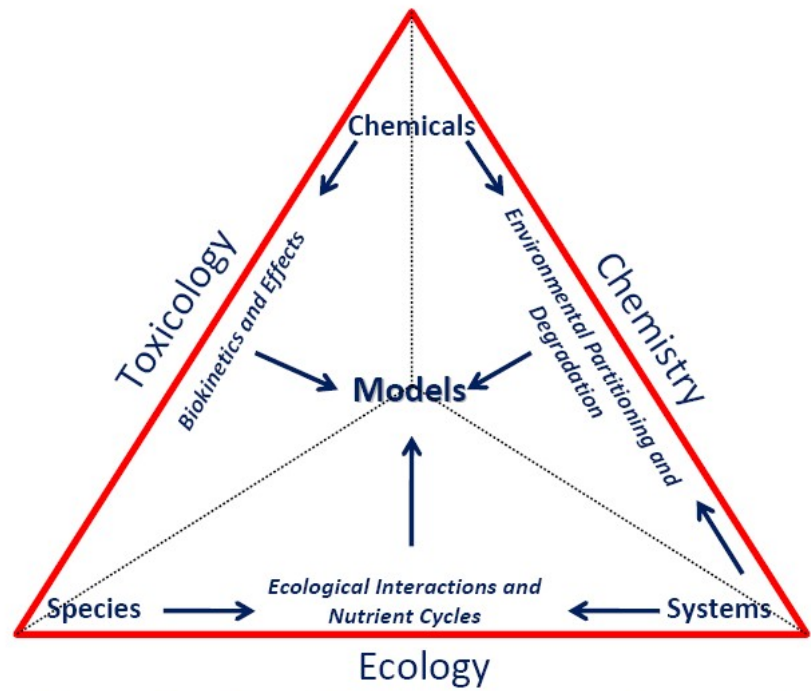 Chemicals
Toxicology
Biokinetics and Effects
Environmental Partitioning and
Degradation
Chemistry
Models
Species
Ecological Interactions and
Nutrient Cycles
Systems
Ecology